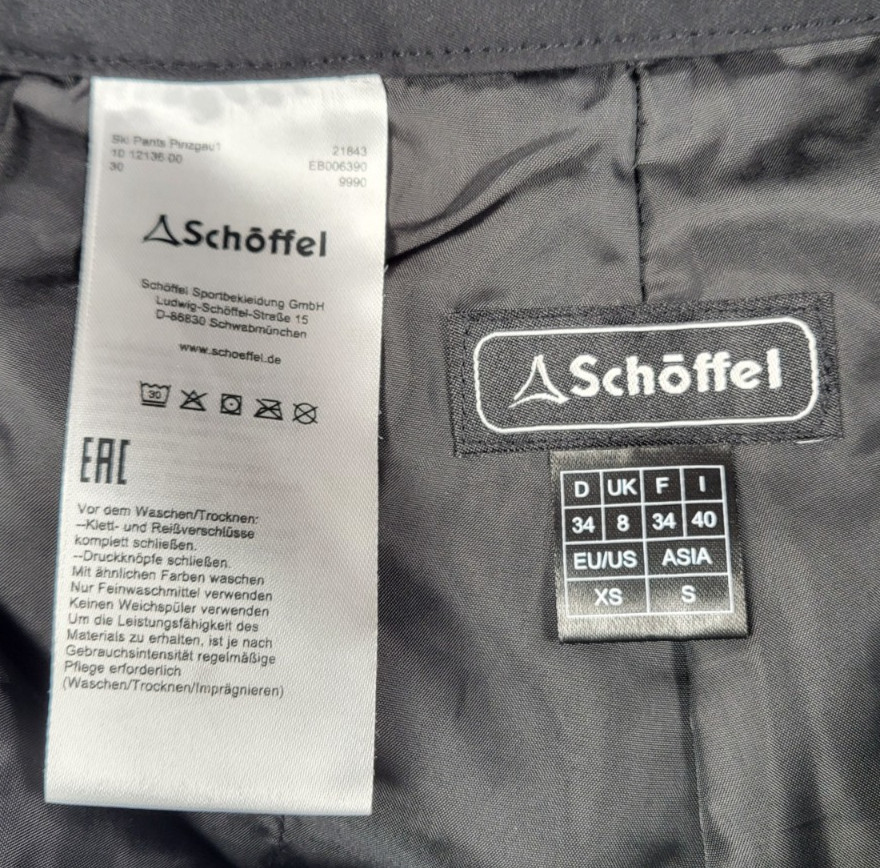 Ski Pants Pinzgau1
10 12136 00
30
21843
EB006390
9990
Schöffel
Schöffel Sportbekleidung GmbH
Ludwig-Schöffel-Straße 15
D-86830 Schwabmünchen
www.schoeffel.de
30
EAC
Vor dem Waschen/Trocknen:
--Klett- und Reißverschlüsse
komplett schließen.
--Druckknöpfe schließen.
Mit ähnlichen Farben waschen
Nur Feinwaschmittel verwenden
Keinen Weichspüler verwenden
Um die Leistungsfähigkeit des
Materials zu erhalten, ist je nach
Gebrauchsintensität regelmäßige
Pflege erforderlich
(Waschen/Trocknen/Imprägnieren)
Schöffel
D UK F I
34 8 34 40
EU/US ASIA
XS S